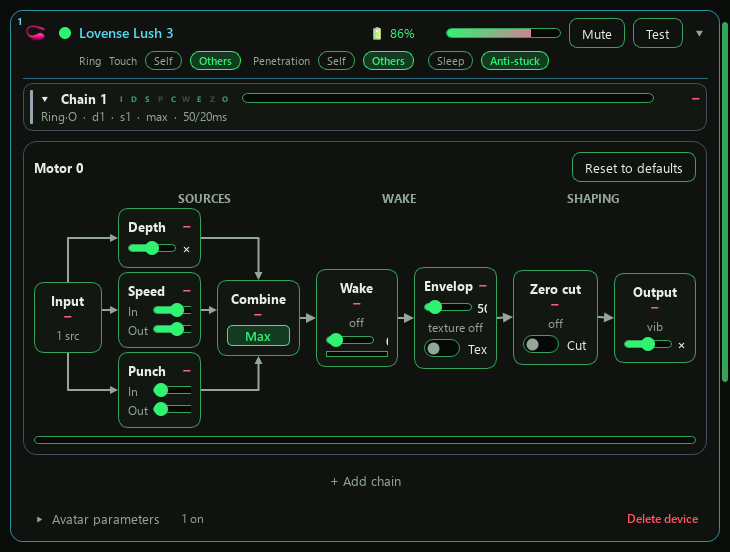 1
Lovense Lush 3
86%
Mute
Test
Ring Touch Self Others Penetration Self Others Sleep Anti-stuck
Chain 1 I D S P C W E Z O
Ring·O · d1 · s1 · max · 50/20ms
Motor 0
Reset to defaults
SOURCES WAKE SHAPING
Depth
×
Input
1 src
Speed
In
Out
Punch
In
Out
Combine
Max
Wake
off
Envelop
texture off
Tex
Zero cut
off
Cut
Output
vib
×
+ Add chain
Avatar parameters 1 on
Delete device